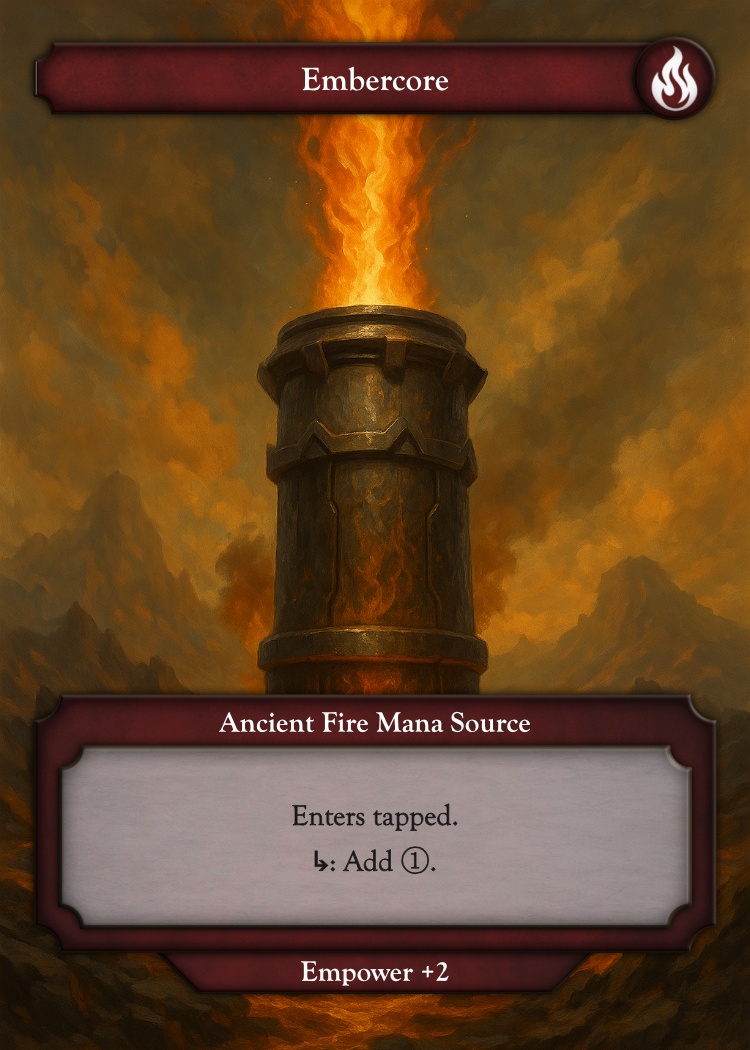 Embercore
Ancient Fire Mana Source
Enters tapped.
↳: Add ①.
Empower +2